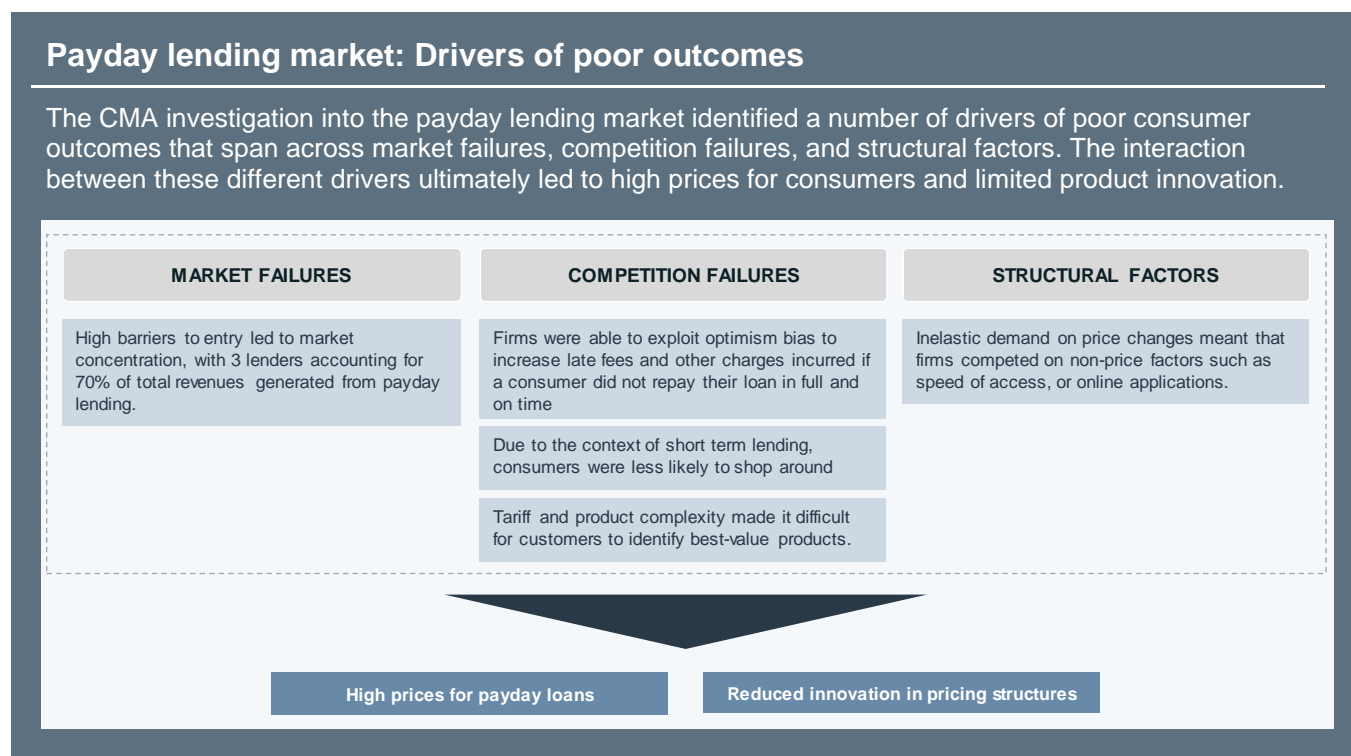 Payday lending market: Drivers of poor outcomes
The CMA investigation into the payday lending market identified a number of drivers of poor consumer
outcomes that span across market failures, competition failures, and structural factors. The interaction
between these different drivers ultimately led to high prices for consumers and limited product innovation.
MARKET FAILURES
High barriers to entry led to market
concentration, with 3 lenders accounting for
70% of total revenues generated from payday
lending.
COMPETITION FAILURES
Firms were able to exploit optimism bias to
increase late fees and other charges incurred if
a consumer did not repay their loan in full and
on time
Due to the context of short term lending,
consumers were less likely to shop around
Tariff and product complexity made it difficult
for customers to identify best-value products.
STRUCTURAL FACTORS
Inelastic demand on price changes meant that
firms competed on non-price factors such as
speed of access, or online applications.
High prices for payday loans
Reduced innovation in pricing structures